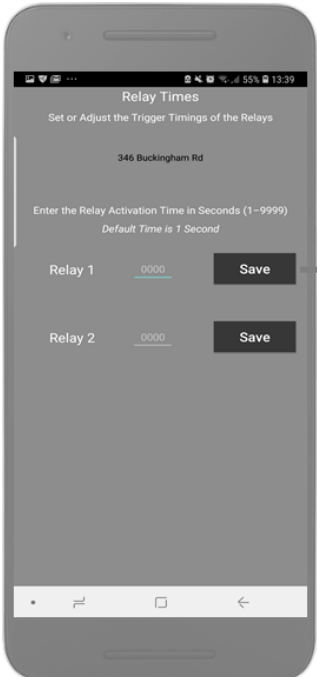 55% 13:39
Relay Times
Set or Adjust the Trigger Timings of the Relays
346 Buckingham Rd
Enter the Relay Activation Time in Seconds (1–9999)
Default Time is 1 Second
Relay 1 0000 Save
Relay 2 0000 Save